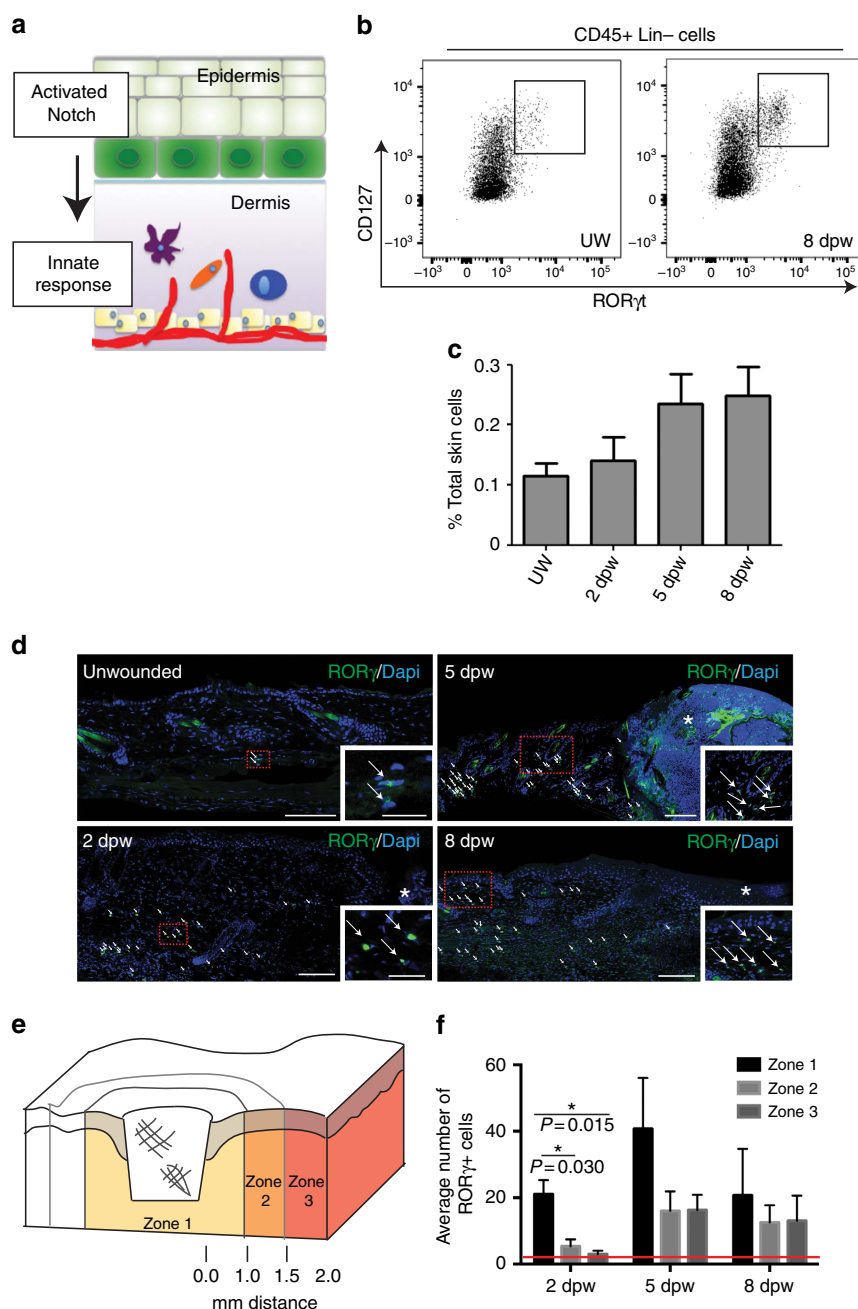 a
Epidermis
Activated
Notch
Dermis
Innate
response
b
CD45+ Lin– cells
10⁴
10³
0
–10³
UW
8 dpw
–10³ 0 10³ 10⁴ 10⁵
–10³ 0 10³ 10⁴ 10⁵
10⁴
10³
0
–10³
CD127
RORγt
c
0.3
0.2
0.1
0
% Total skin cells
UW
2 dpw
5 dpw
8 dpw
d
Unwounded
RORγ/Dapi
5 dpw
RORγ/Dapi
*
2 dpw
RORγ/Dapi
*
8 dpw
RORγ/Dapi
*
e
Zone 1
Zone
2
Zone
3
0.0 1.0 1.5 2.0
mm distance
f
60
40
20
0
Average number of
RORγ+ cells
Zone 1
Zone 2
Zone 3
*
P=0.015
*
P=0.030
2 dpw 5 dpw 8 dpw